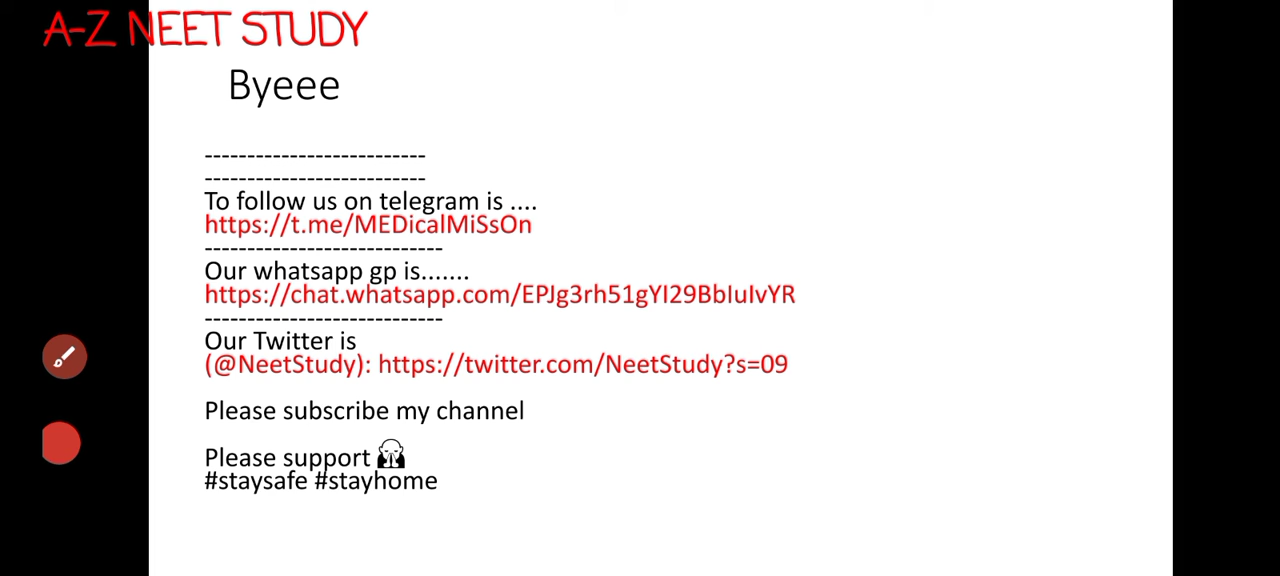 A-Z NEET STUDY
Byeee
--------------------------
--------------------------
To follow us on telegram is ....
https://t.me/MEDicalMiSsOn
----------------------------
Our whatsapp gp is.......
https://chat.whatsapp.com/EPJg3rh51gYI29BbIuIvYR
----------------------------
Our Twitter is
(@NeetStudy): https://twitter.com/NeetStudy?s=09
Please subscribe my channel
Please support
#staysafe #stayhome